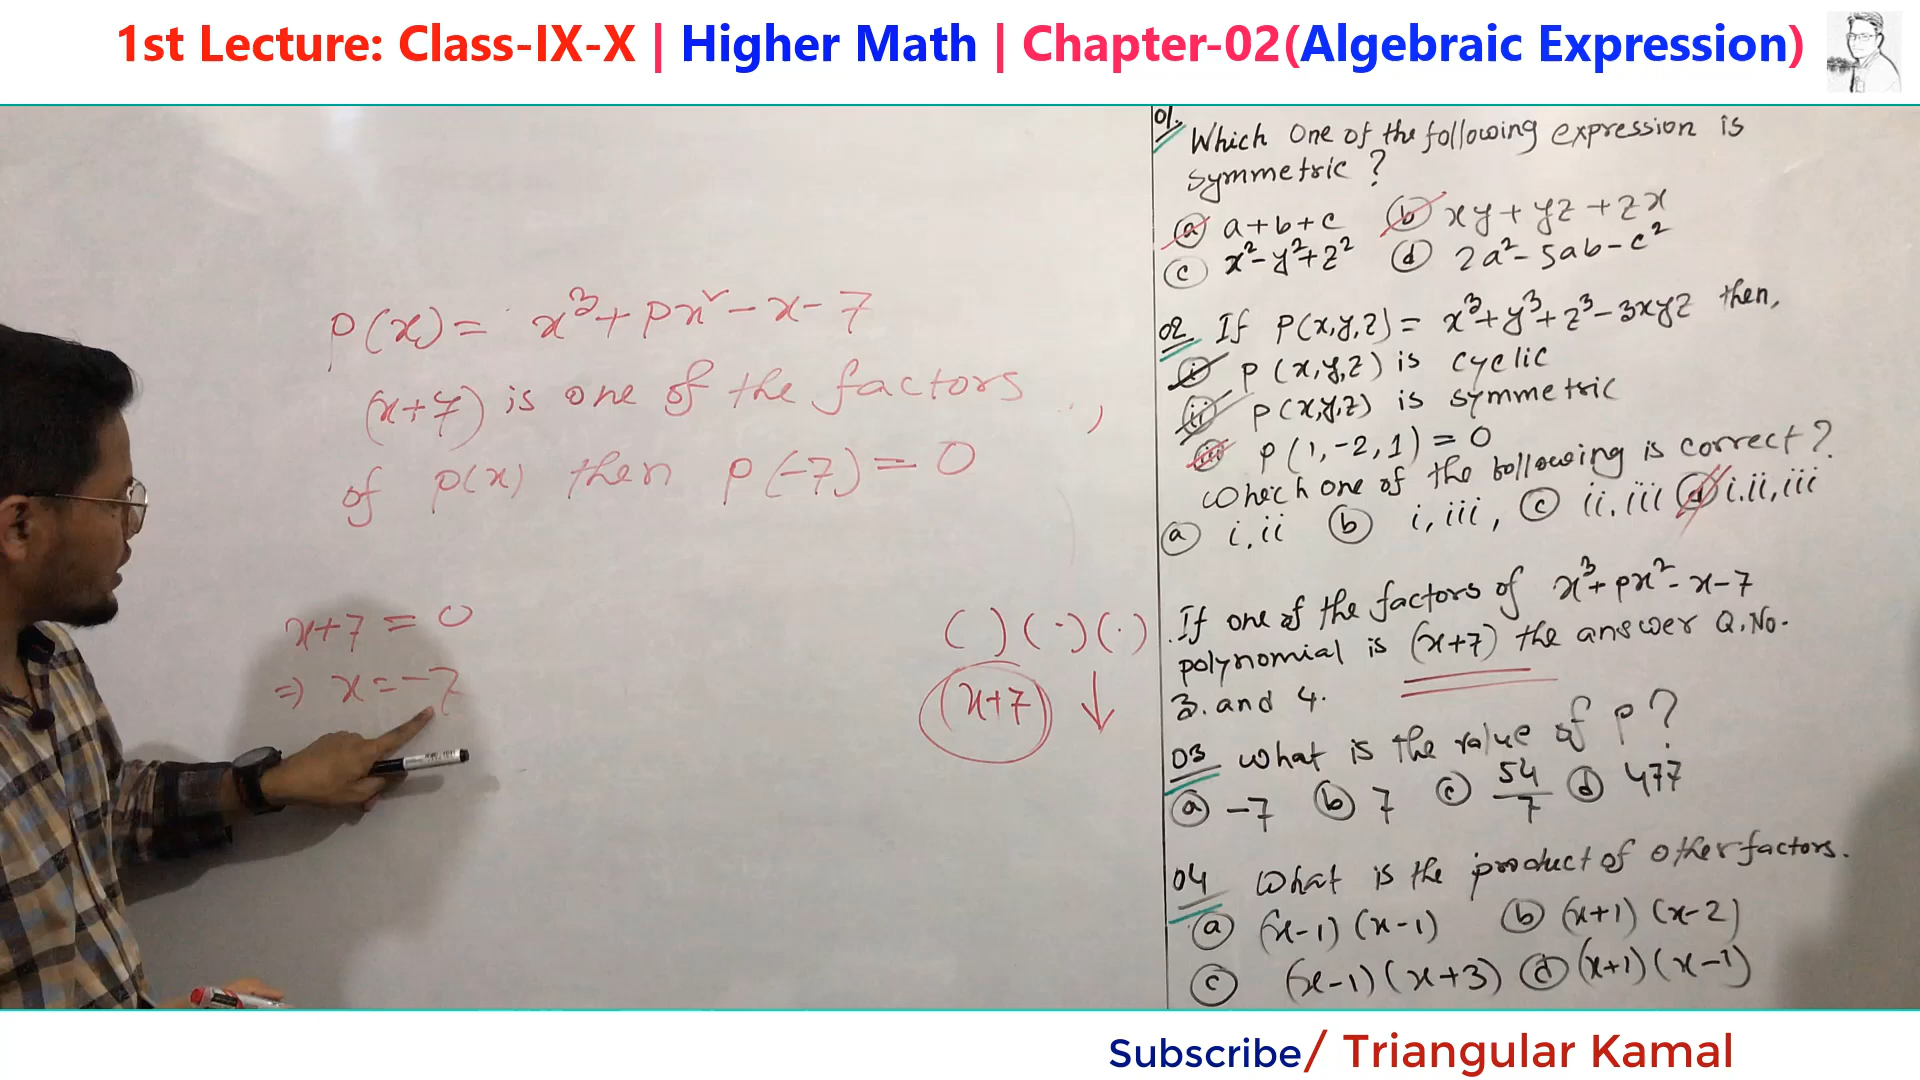 1st Lecture: Class-IX-X | Higher Math | Chapter-02(Algebraic Expression)
P(x) = x³ + px² - x - 7
(x+7) is one of the factors
of p(x) then p(-7) = 0
x+7 = 0
⇒ x = -7
( ) (·) (·)
(x+7) ↓
01. Which one of the following expression is
symmetric ?
ⓐ a+b+c ⓑ xy+yz+zx
ⓒ x²-y²+z² ⓓ 2a²-5ab-c²
02 If P(x,y,z) = x³+y³+z³-3xyz then,
ⓘ P(x,y,z) is cyclic
(ii) P(x,y,z) is symmetric
(iii) P(1,-2,1) = 0
Which one of the following is correct ?
ⓐ i.ii ⓑ i,iii, ⓒ ii.iii ⓓ i.ii,iii
If one of the factors of x³+px²-x-7
polynomial is (x+7) the answer Q.No.
3. and 4.
03 What is the value of p ?
ⓐ -7 ⓑ 7 ⓒ 54/7 ⓓ 477
04 What is the product of other factors.
ⓐ (x-1)(x-1) ⓑ (x+1)(x-2)
ⓒ (x-1)(x+3) ⓓ (x+1)(x-1)
Subscribe/ Triangular Kamal